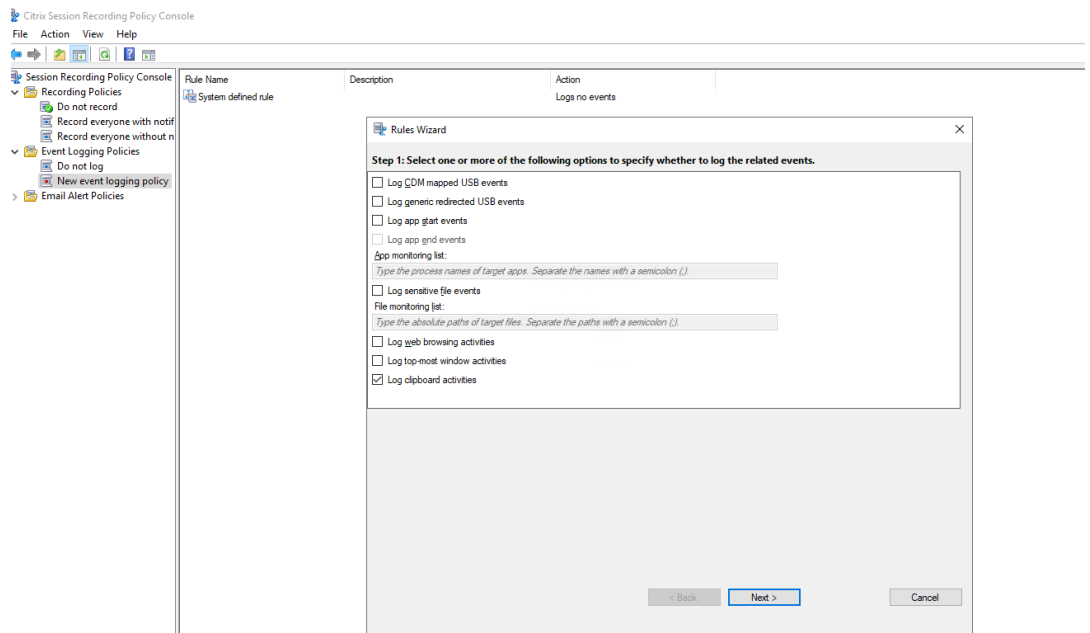 Citrix Session Recording Policy Console
File Action View Help
Session Recording Policy Console
Recording Policies
Do not record
Record everyone with notif
Record everyone without n
Event Logging Policies
Do not log
New event logging policy
Email Alert Policies
Rule Name Description Action
System defined rule Logs no events
Rules Wizard
Step 1: Select one or more of the following options to specify whether to log the related events.
Log CDM mapped USB events
Log generic redirected USB events
Log app start events
Log app end events
App monitoring list:
Type the process names of target apps. Separate the names with a semicolon (;).
Log sensitive file events
File monitoring list:
Type the absolute paths of target files. Separate the paths with a semicolon (;).
Log web browsing activities
Log top-most window activities
Log clipboard activities
< Back Next > Cancel